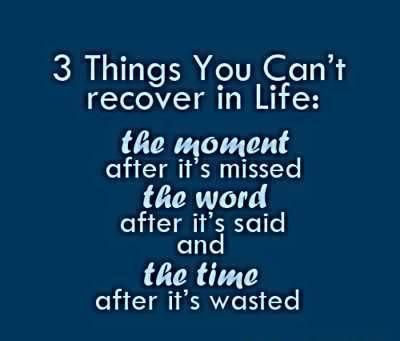 3 Things You Can't
recover in Life:
the moment
after it's missed
the word
after it's said
and
the time
after it's wasted